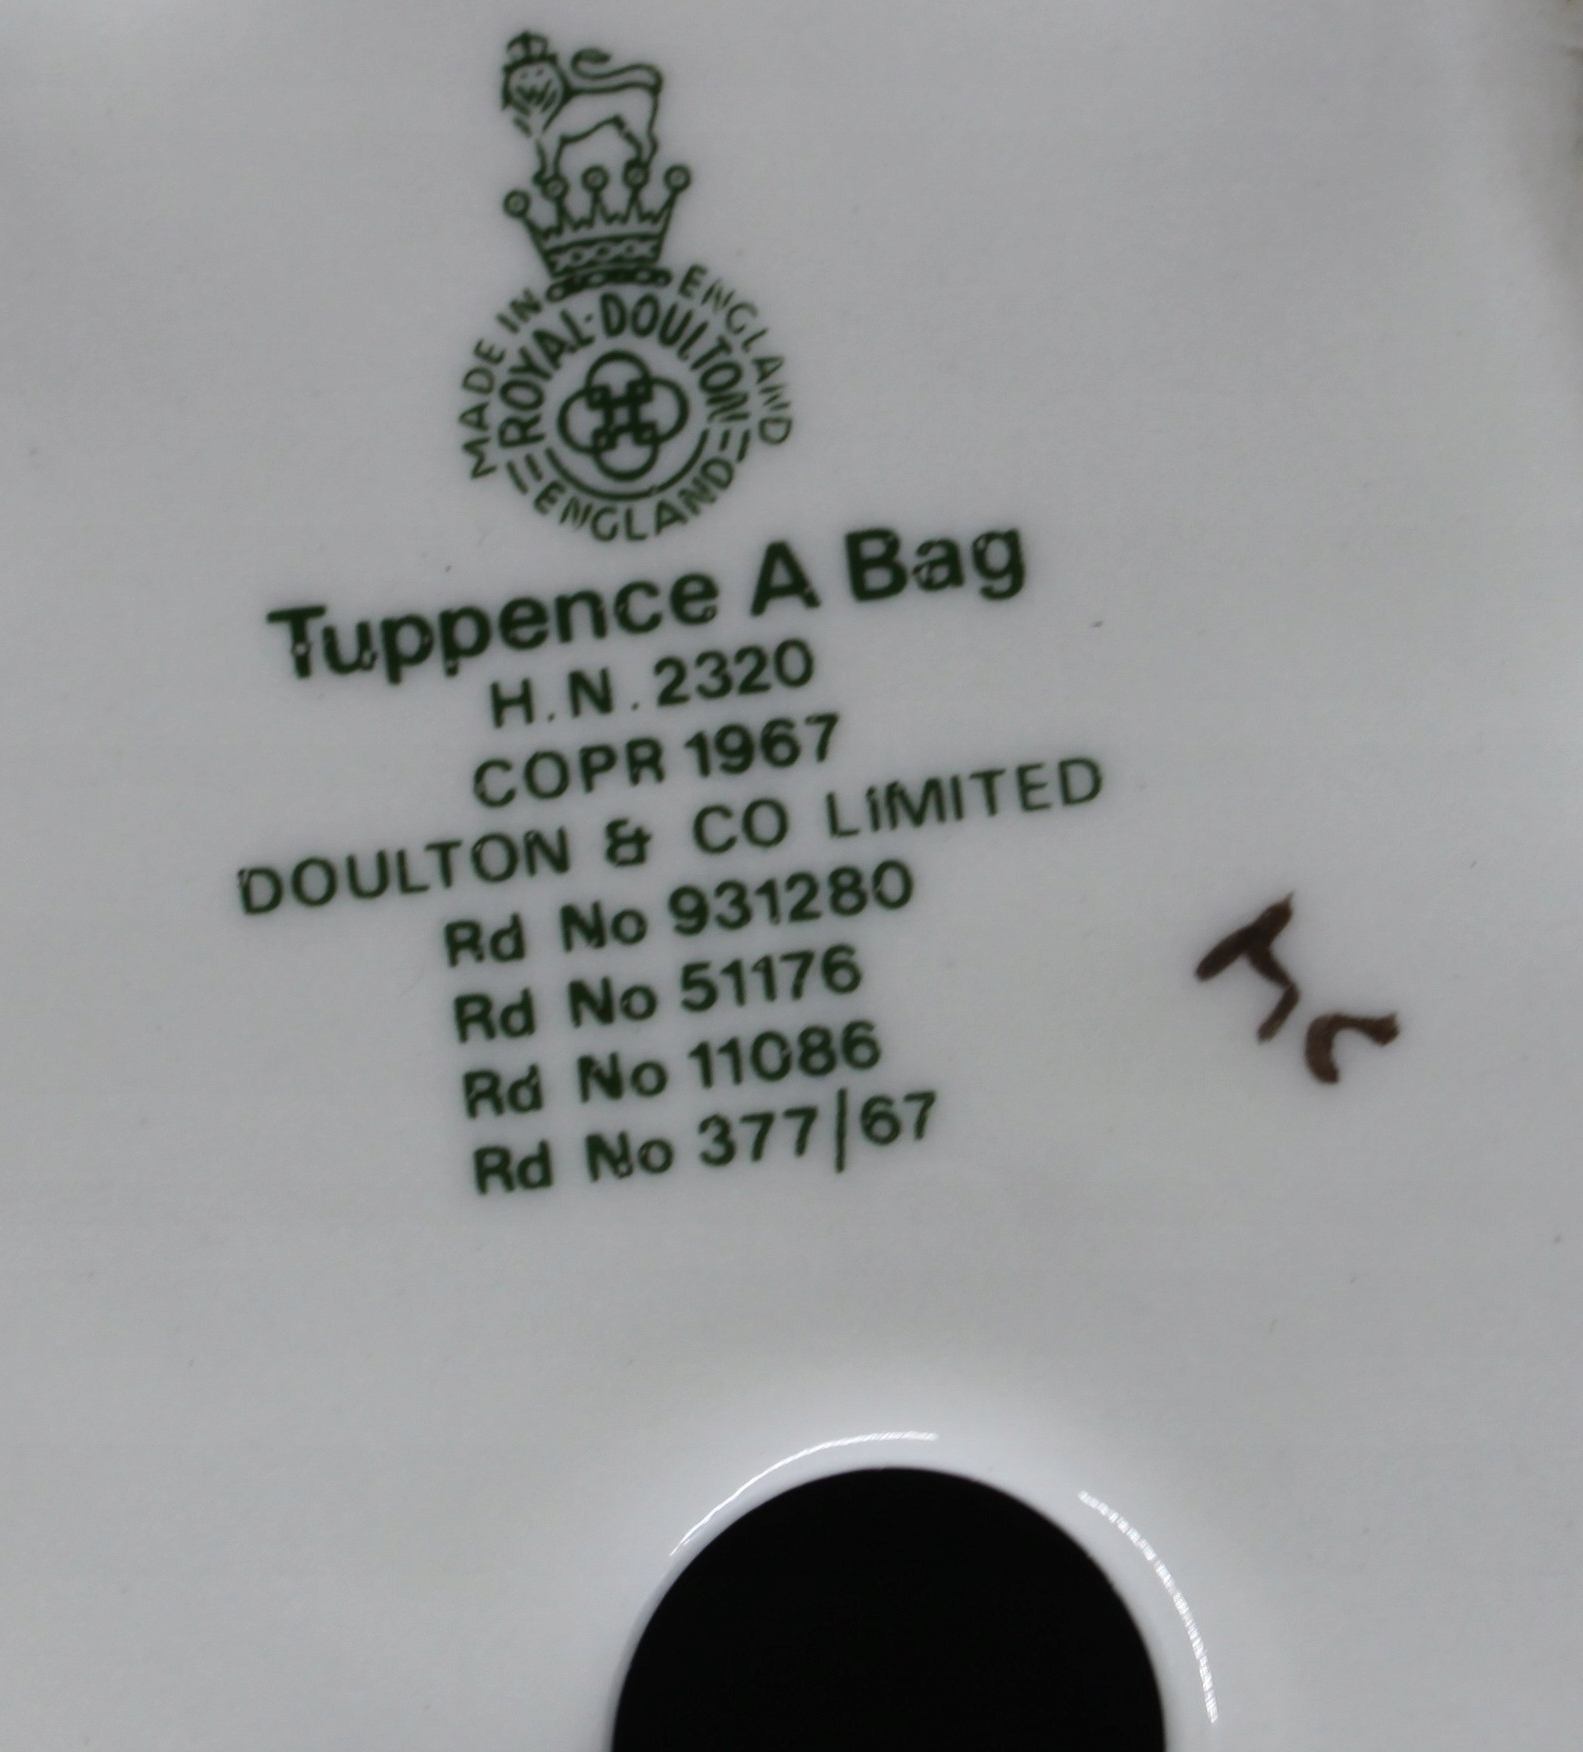 MADE IN ENGLAND
ROYAL·DOULTON
ENGLAND
Tuppence A Bag
H.N. 2320
COPR 1967
DOULTON & CO LIMITED
Rd No 931280
Rd No 51176
Rd No 11086
Rd No 377/67